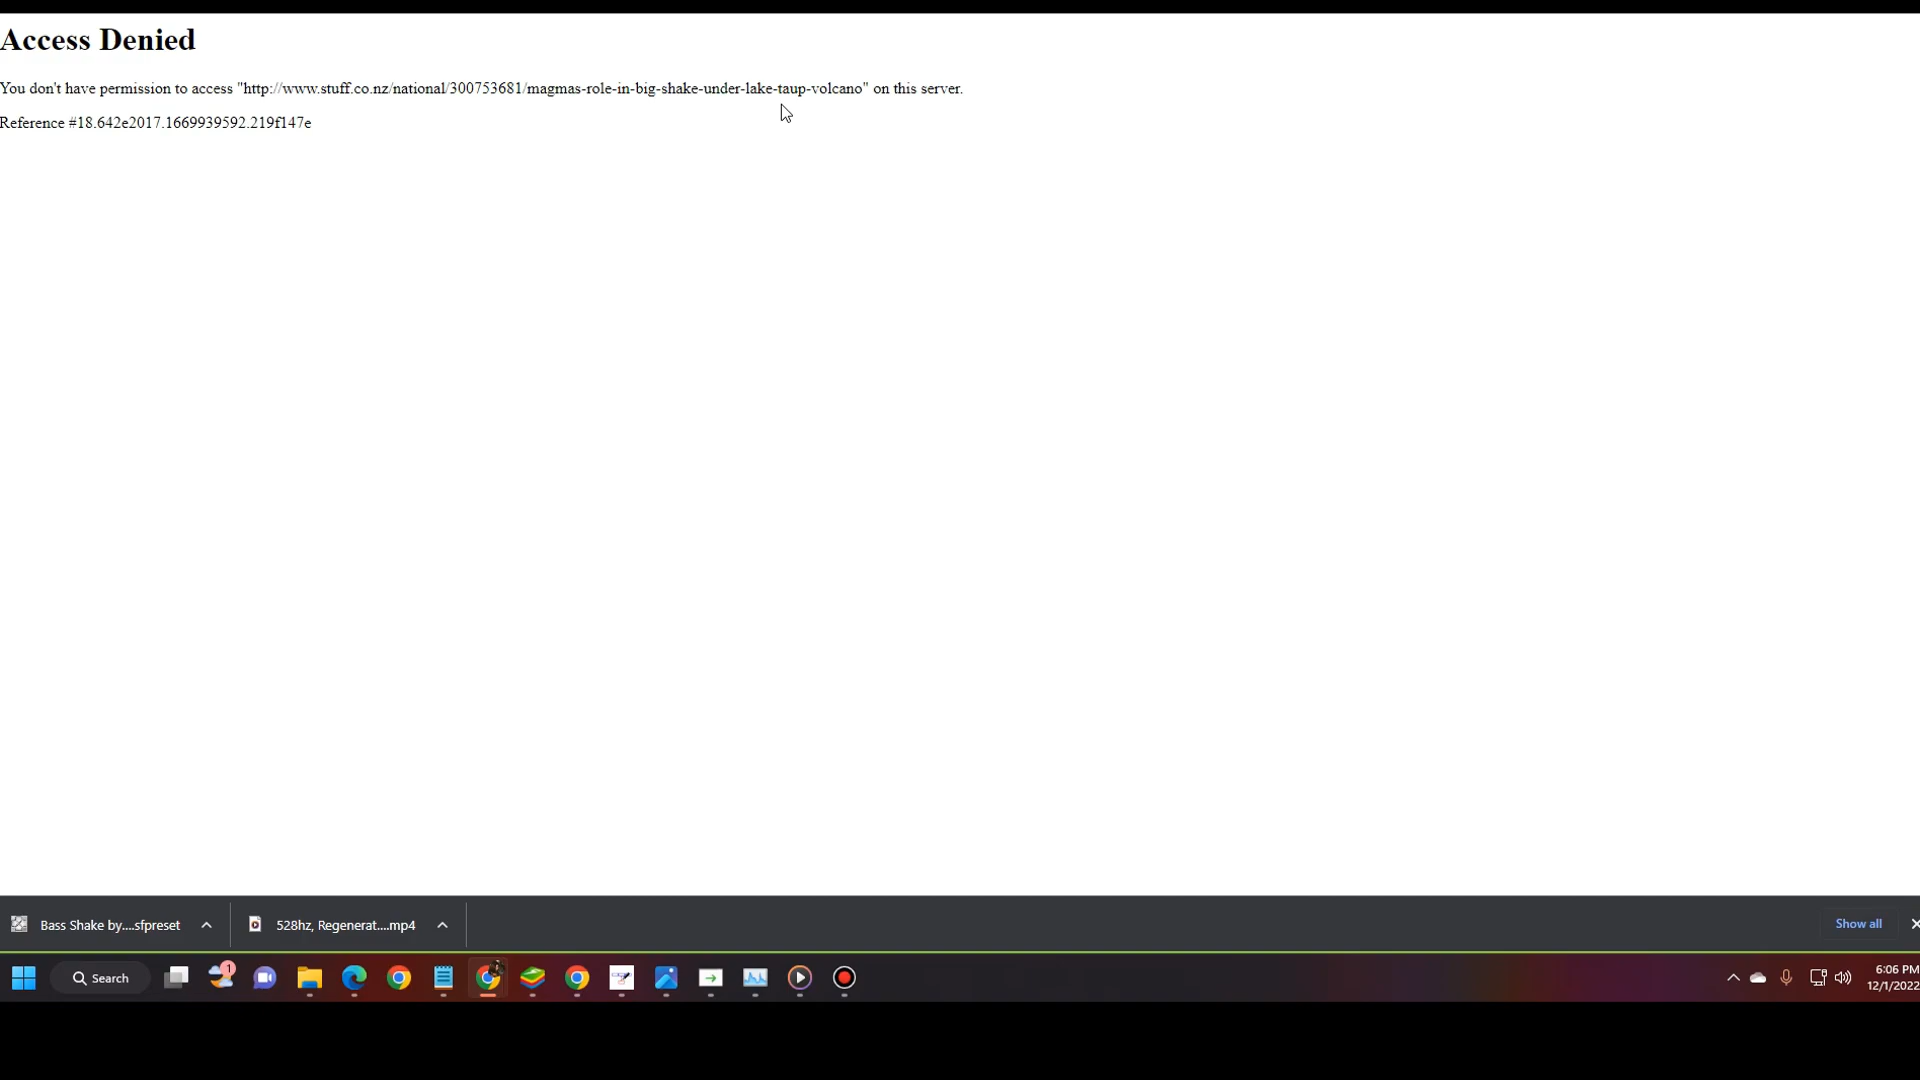 Access Denied
You don't have permission to access "http://www.stuff.co.nz/national/300753681/magmas-role-in-big-shake-under-lake-taup-volcano" on this server.
Reference #18.642e2017.1669939592.219f147e
Bass Shake by....sfpreset
528hz, Regenerat....mp4
Show all
Search
1
6:06 PM
12/1/2022